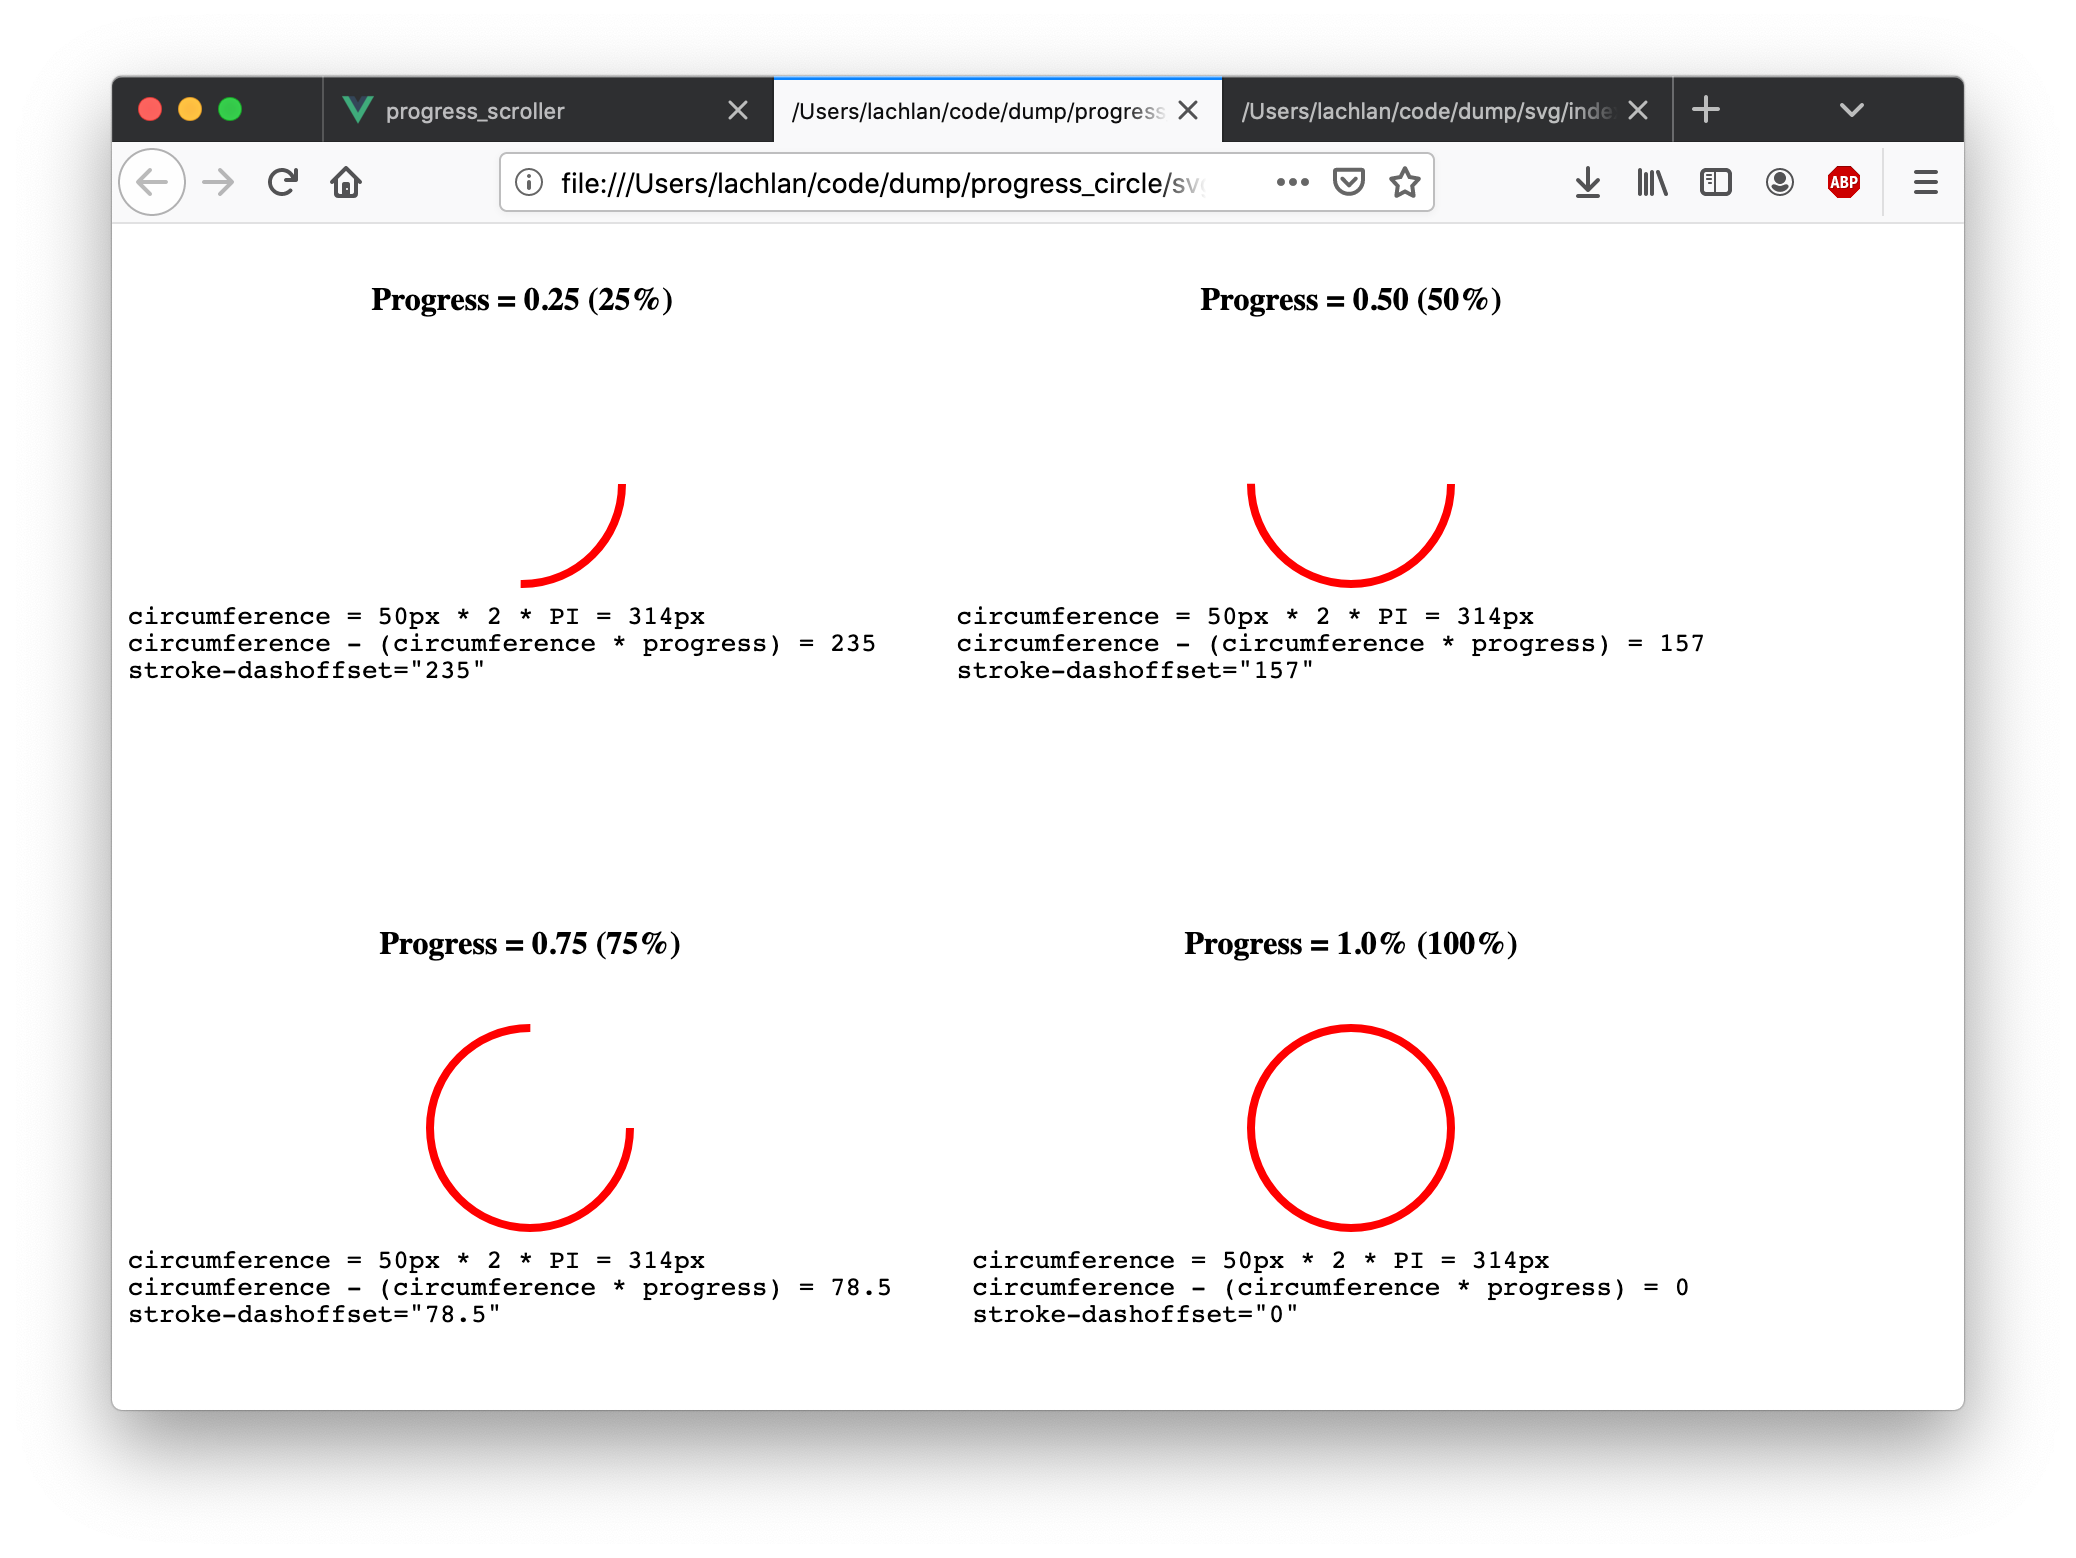 progress_scroller
/Users/lachlan/code/dump/progress
/Users/lachlan/code/dump/svg/inde
file:///Users/lachlan/code/dump/progress_circle/sv
ABP
Progress = 0.25 (25%)
circumference = 50px * 2 * PI = 314px
circumference - (circumference * progress) = 235
stroke-dashoffset="235"
Progress = 0.50 (50%)
circumference = 50px * 2 * PI = 314px
circumference - (circumference * progress) = 157
stroke-dashoffset="157"
Progress = 0.75 (75%)
circumference = 50px * 2 * PI = 314px
circumference - (circumference * progress) = 78.5
stroke-dashoffset="78.5"
Progress = 1.0% (100%)
circumference = 50px * 2 * PI = 314px
circumference - (circumference * progress) = 0
stroke-dashoffset="0"